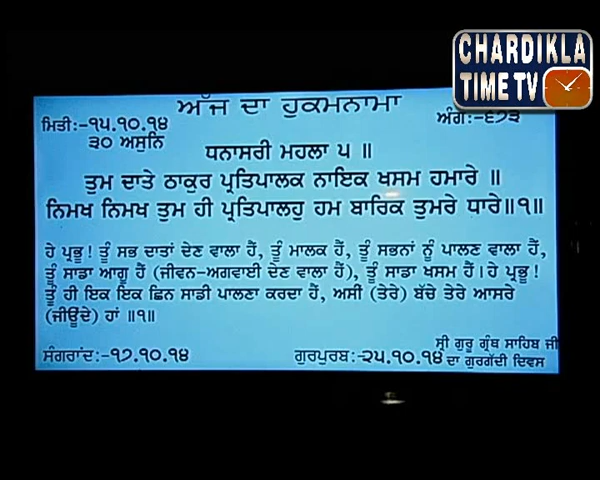 CHARDIKLA
TIME TV
ਅੱਜ ਦਾ ਹੁਕਮਨਾਮਾ
ਮਿਤੀ:-੧੫.੧੦.੧੪ ਅੰਗ:-੬੭੩
੩੦ ਅਸੁਨਿ
ਧਨਾਸਰੀ ਮਹਲਾ ੫ ॥
ਤੁਮ ਦਾਤੇ ਠਾਕੁਰ ਪ੍ਰਤਿਪਾਲਕ ਨਾਇਕ ਖਸਮ ਹਮਾਰੇ ॥
ਨਿਮਖ ਨਿਮਖ ਤੁਮ ਹੀ ਪ੍ਰਤਿਪਾਲਹੁ ਹਮ ਬਾਰਿਕ ਤੁਮਰੇ ਧਾਰੇ॥੧॥
ਹੇ ਪ੍ਰਭੂ! ਤੂੰ ਸਭ ਦਾਤਾਂ ਦੇਣ ਵਾਲਾ ਹੈਂ, ਤੂੰ ਮਾਲਕ ਹੈਂ, ਤੂੰ ਸਭਨਾਂ ਨੂੰ ਪਾਲਣ ਵਾਲਾ ਹੈਂ,
ਤੂੰ ਸਾਡਾ ਆਗੂ ਹੈਂ (ਜੀਵਨ-ਅਗਵਾਈ ਦੇਣ ਵਾਲਾ ਹੈਂ), ਤੂੰ ਸਾਡਾ ਖਸਮ ਹੈਂ। ਹੇ ਪ੍ਰਭੂ!
ਤੂੰ ਹੀ ਇਕ ਇਕ ਛਿਨ ਸਾਡੀ ਪਾਲਣਾ ਕਰਦਾ ਹੈਂ, ਅਸੀ (ਤੇਰੇ) ਬੱਚੇ ਤੇਰੇ ਆਸਰੇ
(ਜੀਊਂਦੇ) ਹਾਂ ॥੧॥
ਸੰਗਰਾਂਦ:-੧੭.੧੦.੧੪ ਗੁਰਪੁਰਬ:-੨੫.੧੦.੧੪ ਸ੍ਰੀ ਗੁਰੂ ਗ੍ਰੰਥ ਸਾਹਿਬ ਜੀ
ਦਾ ਗੁਰਗੱਦੀ ਦਿਵਸ